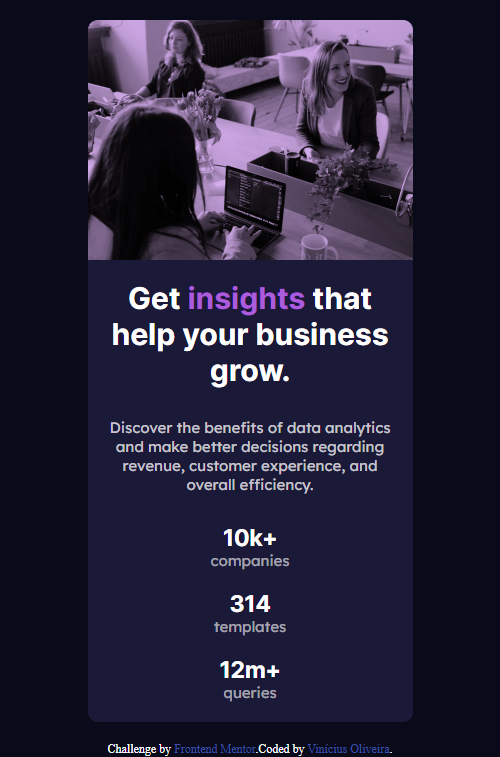 Get insights that
help your business
grow.
Discover the benefits of data analytics
and make better decisions regarding
revenue, customer experience, and
overall efficiency.
10k+
companies
314
templates
12m+
queries
Challenge by Frontend Mentor.Coded by Vinícius Oliveira.